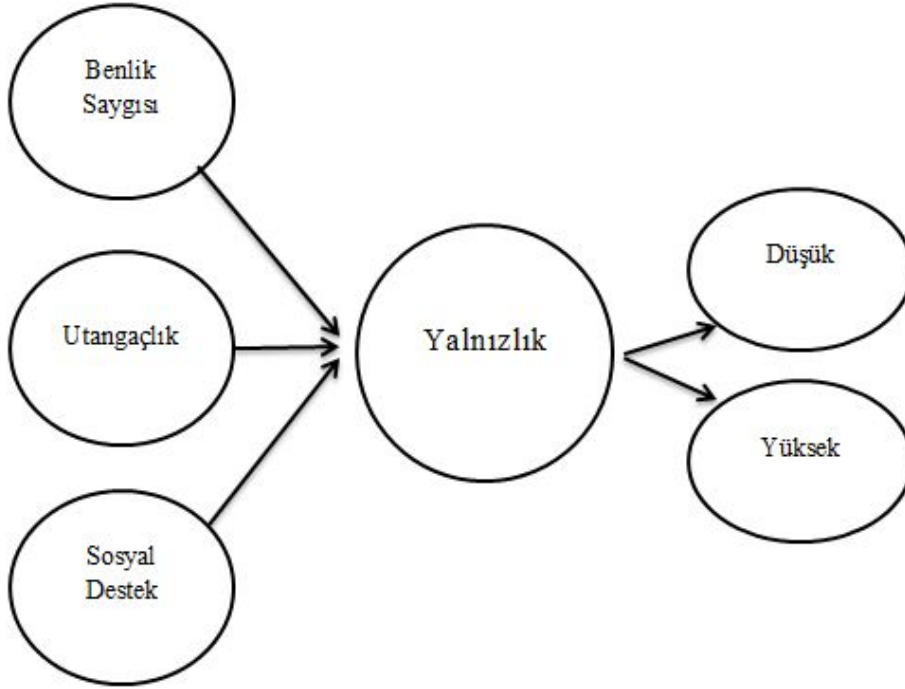 Benlik
Saygısı
Utangaçlık
Sosyal
Destek
Yalnızlık
Düşük
Yüksek